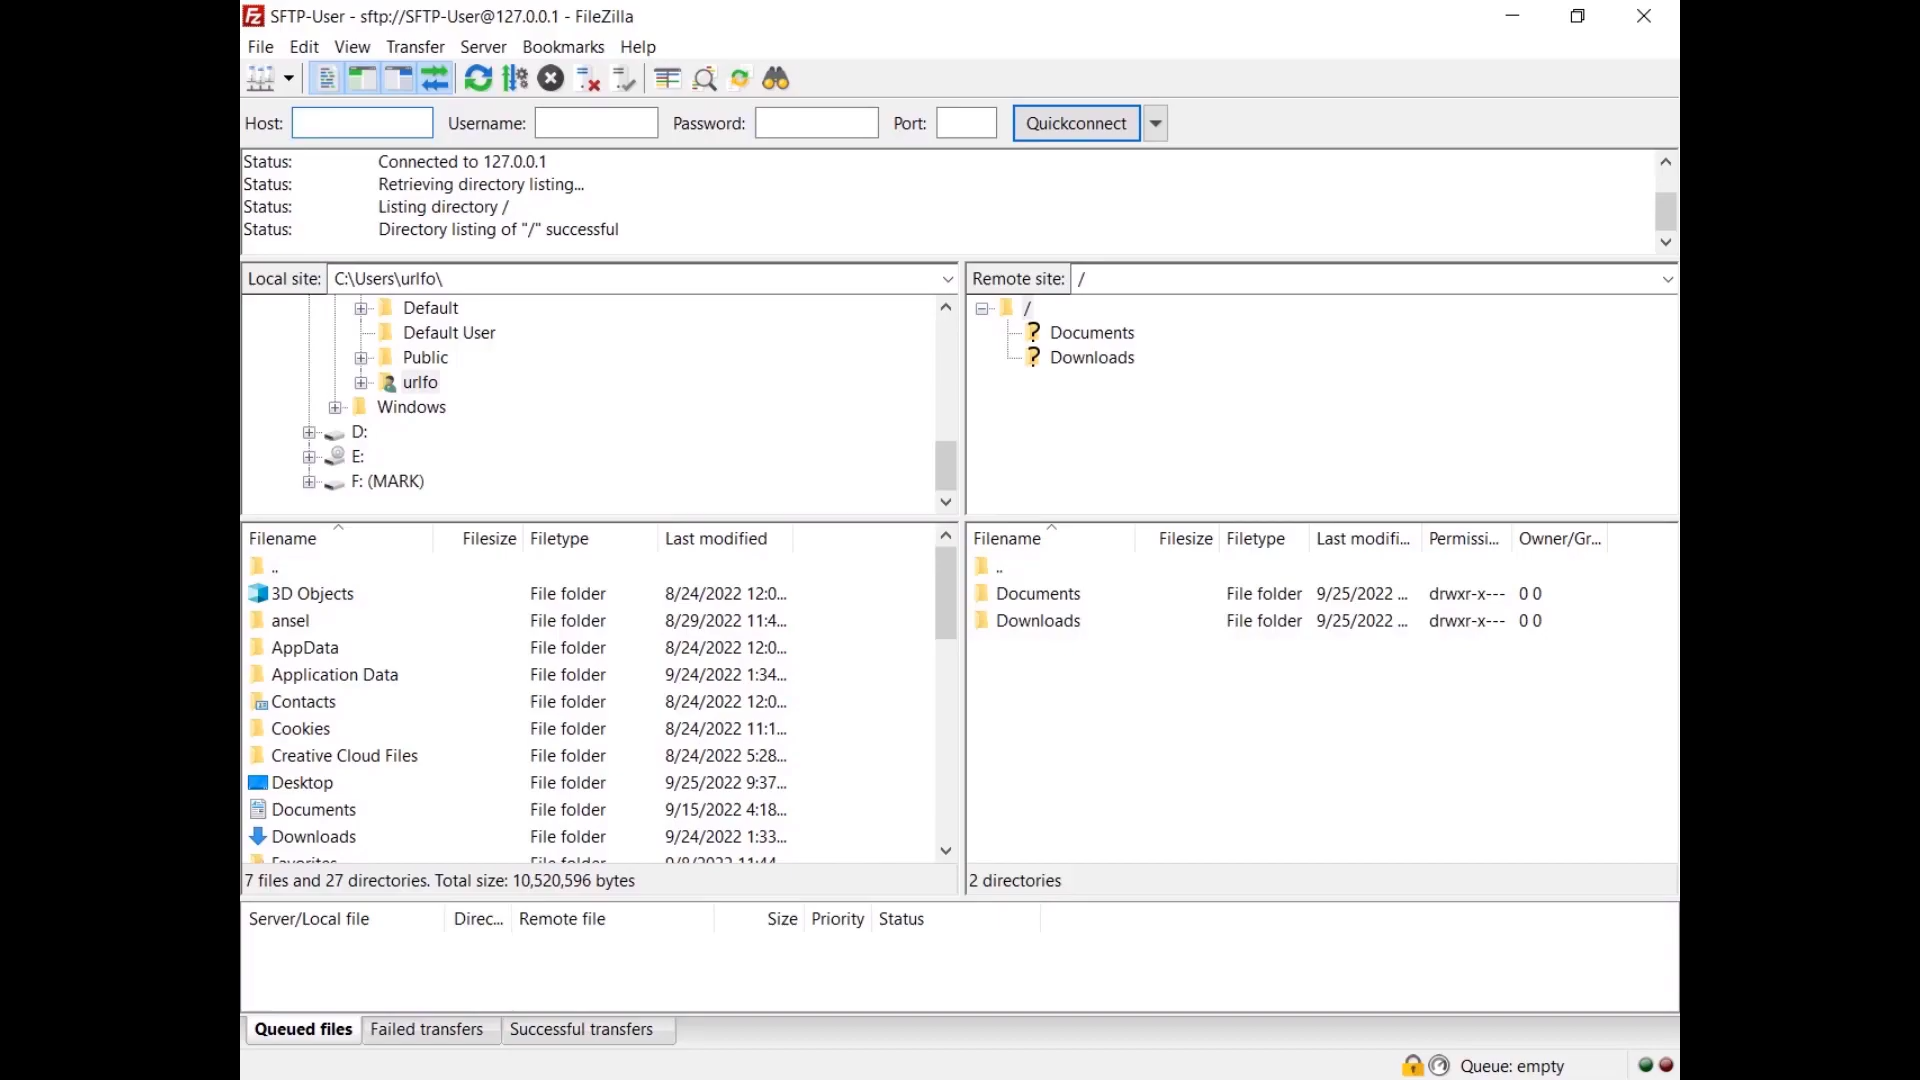 SFTP-User - sftp://SFTP-User@127.0.0.1 - FileZilla
File Edit View Transfer Server Bookmarks Help
Host: Username: Password: Port: Quickconnect
Status: Connected to 127.0.0.1
Status: Retrieving directory listing...
Status: Listing directory /
Status: Directory listing of "/" successful
Local site: C:\Users\urlfo\
Default
Default User
Public
urlfo
Windows
D:
E:
F: (MARK)
Remote site: /
/
? Documents
? Downloads
Filename Filesize Filetype Last modified
..
3D Objects File folder 8/24/2022 12:0...
ansel File folder 8/29/2022 11:4...
AppData File folder 8/24/2022 12:0...
Application Data File folder 9/24/2022 1:34...
Contacts File folder 8/24/2022 12:0...
Cookies File folder 8/24/2022 11:1...
Creative Cloud Files File folder 8/24/2022 5:28...
Desktop File folder 9/25/2022 9:37...
Documents File folder 9/15/2022 4:18...
Downloads File folder 9/24/2022 1:33...
Favorites File folder 9/8/2022 11:44...
7 files and 27 directories. Total size: 10,520,596 bytes
Filename Filesize Filetype Last modifi... Permissi... Owner/Gr...
..
Documents File folder 9/25/2022 ... drwxr-x--- 0 0
Downloads File folder 9/25/2022 ... drwxr-x--- 0 0
2 directories
Server/Local file Direc... Remote file Size Priority Status
Queued files Failed transfers Successful transfers
Queue: empty